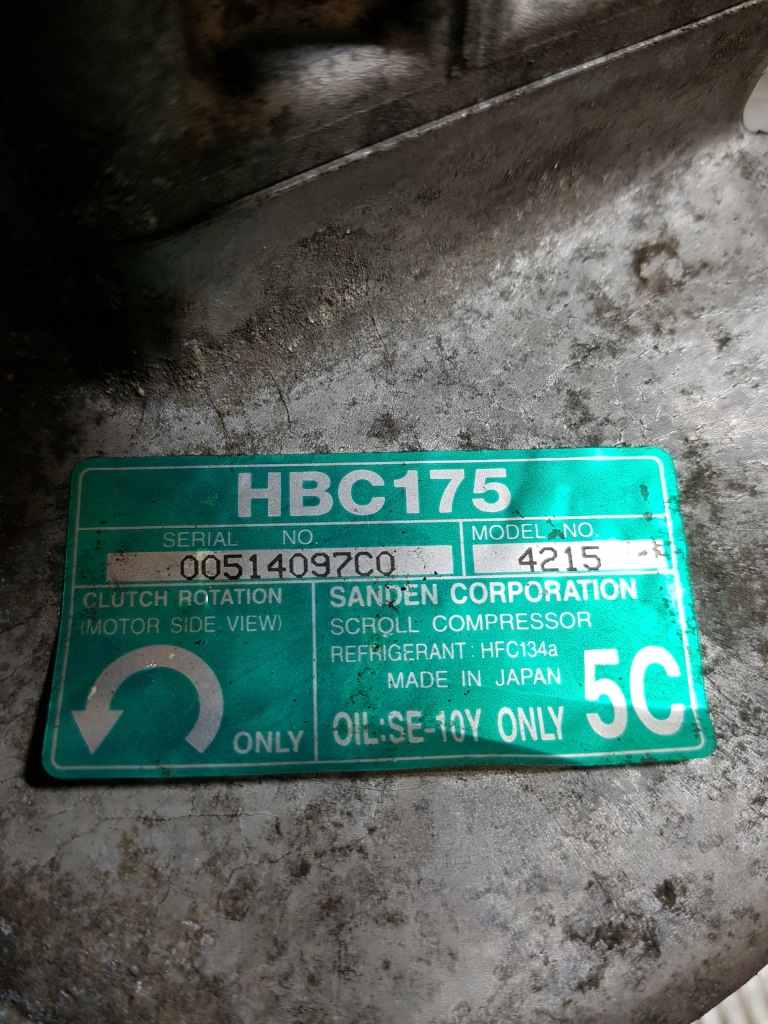 HBC175
SERIAL NO.
MODEL NO.
00514097C0
4215
CLUTCH ROTATION
(MOTOR SIDE VIEW)
ONLY
SANDEN CORPORATION
SCROLL COMPRESSOR
REFRIGERANT : HFC134a
MADE IN JAPAN
OIL:SE-10Y ONLY
5C